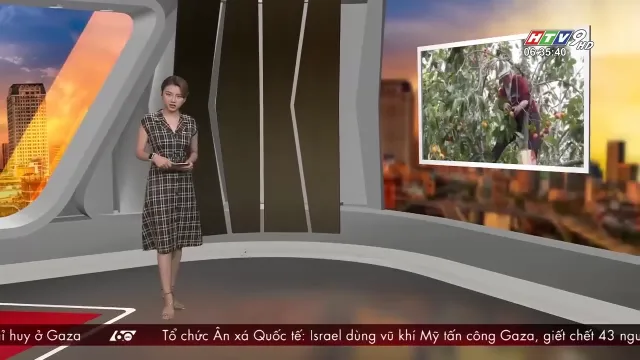 HTV9 HD
06:35:40
ỉ huy ở Gaza 60 Tổ chức Ân xá Quốc tế: Israel dùng vũ khí Mỹ tấn công Gaza, giết chết 43 ngư